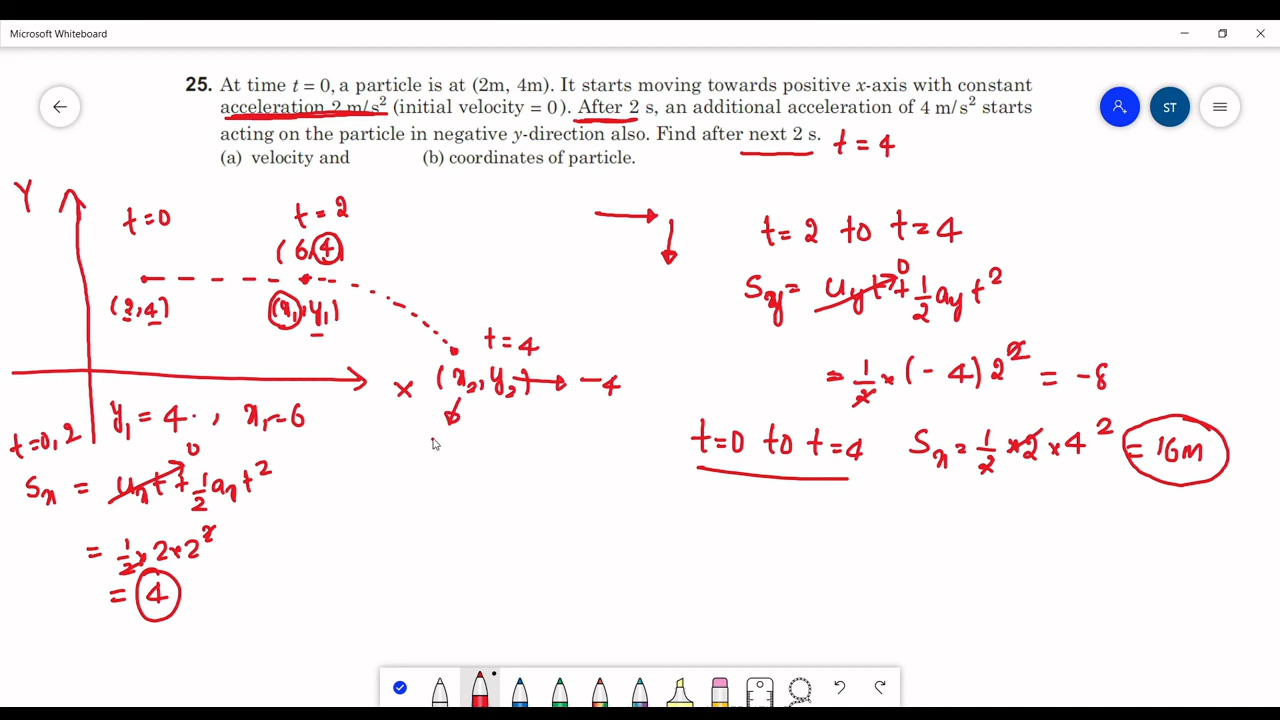 Microsoft Whiteboard
25. At time t = 0, a particle is at (2m, 4m). It starts moving towards positive x-axis with constant
acceleration 2 m/s² (initial velocity = 0). After 2 s, an additional acceleration of 4 m/s² starts
acting on the particle in negative y-direction also. Find after next 2 s.
(a) velocity and (b) coordinates of particle.
ST
t = 4
Y
t=0
t = 2
(6,4)
(2,4)
(x₁,y₁)
t=4
x (x₂, y₂) → -4
y₁ = 4 . , x₁=6
t=0,2
0
Sx = uxt + 1/2 axt²
= 1/2 × 2×2²
= 4
t= 2 to t= 4
0
Sy = uyt + 1/2 ayt²
= 1/2 × (-4) 2² = -8
t=0 to t=4 Sx = 1/2 ×2 × 4² = 16m